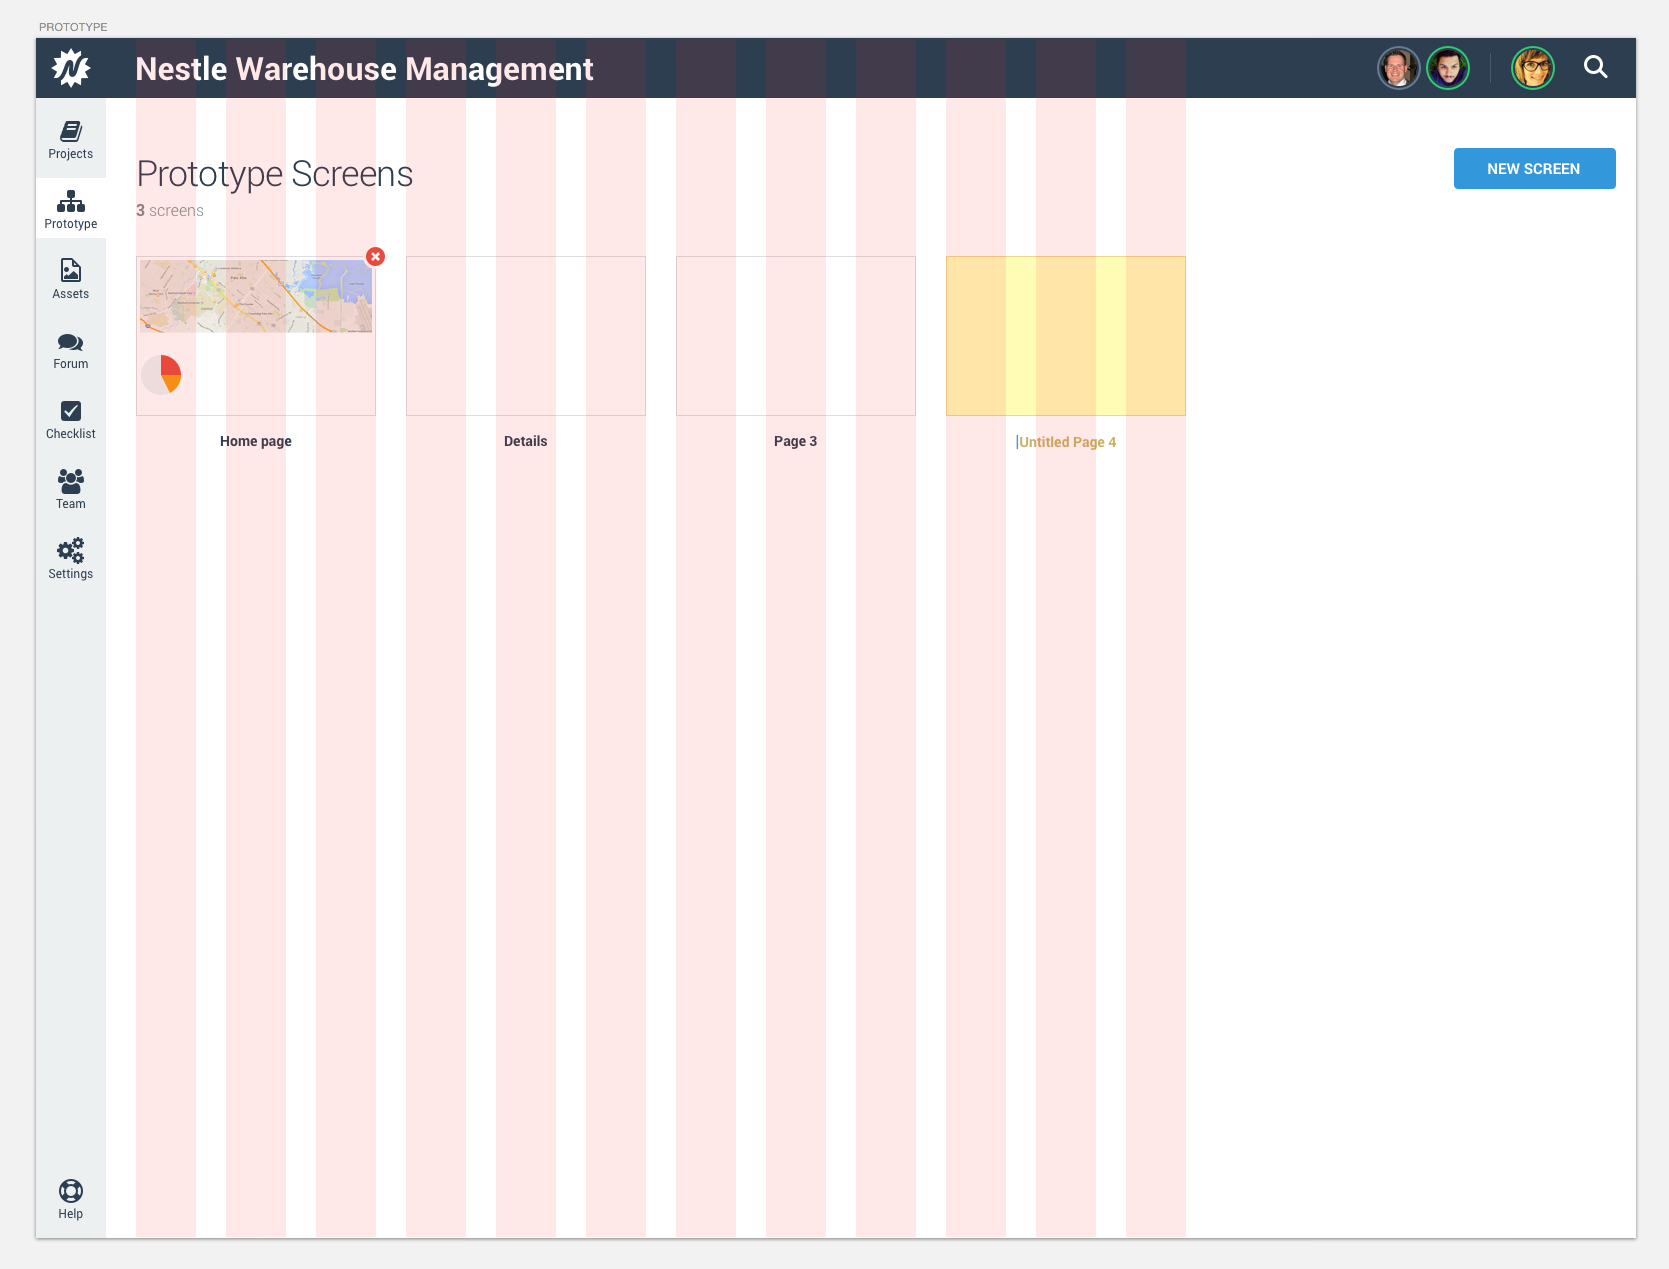 PROTOTYPE
Nestle Warehouse Management
Projects
Prototype
Assets
Forum
Checklist
Team
Settings
Help
Prototype Screens
3 screens
NEW SCREEN
Home page
Details
Page 3
Untitled Page 4